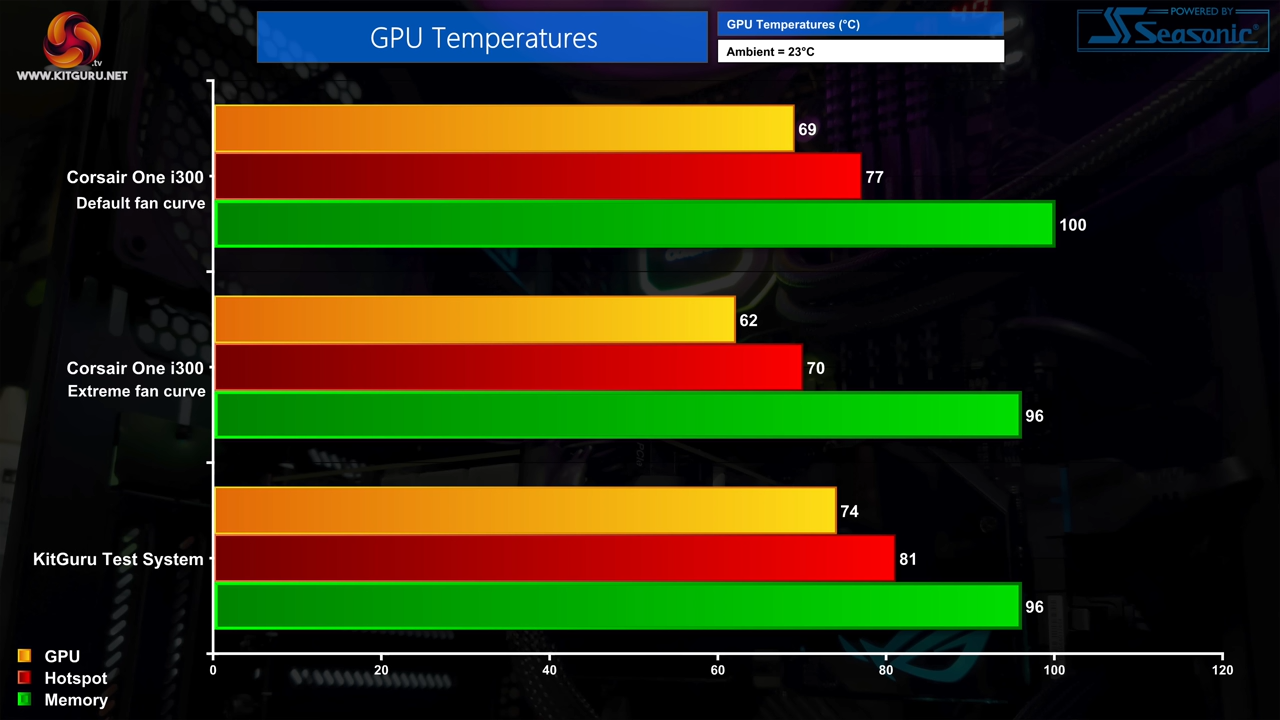 .tv
WWW.KITGURU.NET
GPU Temperatures
GPU Temperatures (°C)
Ambient = 23°C
POWERED BY
Seasonic
69
Corsair One i300
77
Default fan curve
100
62
Corsair One i300
70
Extreme fan curve
96
74
KitGuru Test System
81
96
0 20 40 60 80 100 120
GPU
Hotspot
Memory